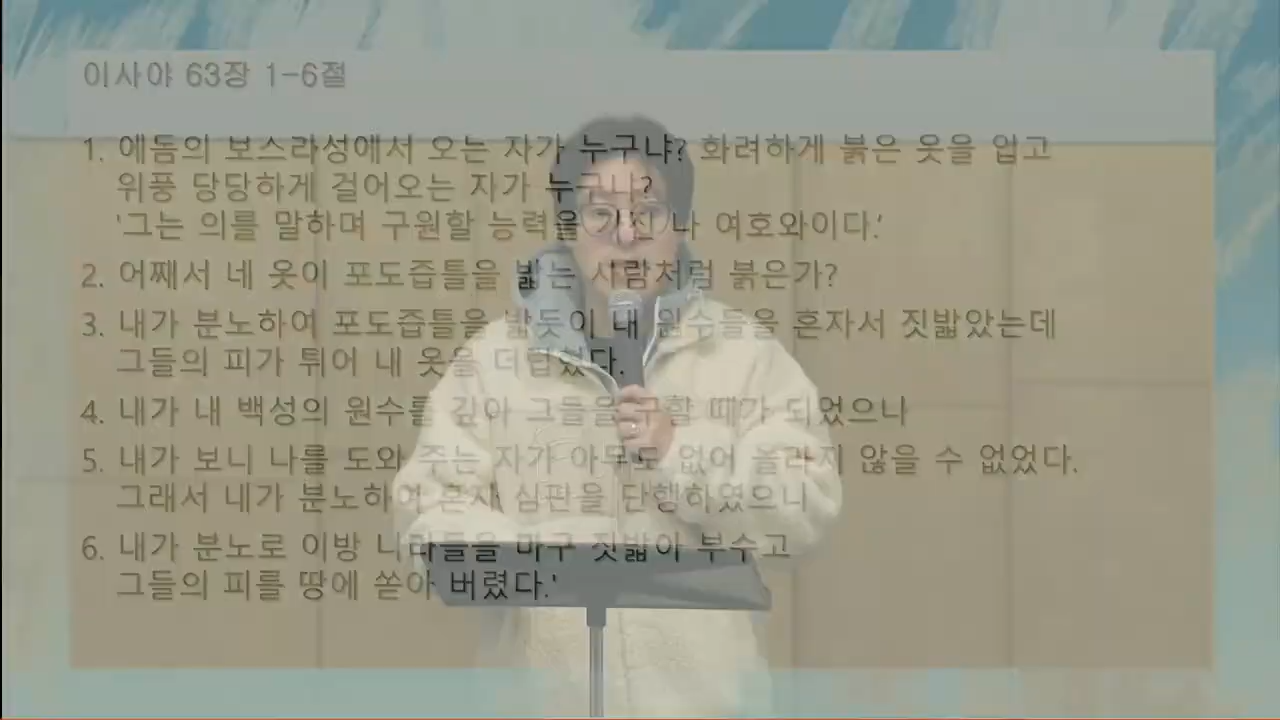 이사야 63장 1-6절
1. 에돔의 보스라성에서 오는 자가 누구냐? 화려하게 붉은 옷을 입고
위풍 당당하게 걸어오는 자가 누구냐?
'그는 의를 말하며 구원할 능력을 가진 나 여호와이다.'
2. 어째서 네 옷이 포도즙틀을 밟는 사람처럼 붉은가?
3. 내가 분노하여 포도즙틀을 밟듯이 내 원수들을 혼자서 짓밟았는데
그들의 피가 튀어 내 옷을 더럽혔다.
4. 내가 내 백성의 원수를 갚아 그들을 구할 때가 되었으나
5. 내가 보니 나를 도와 주는 자가 아무도 없어 놀라지 않을 수 없었다.
그래서 내가 분노하여 혼자 심판을 단행하였으니
6. 내가 분노로 이방 나라들을 마구 짓밟아 부수고
그들의 피를 땅에 쏟아 버렸다.'